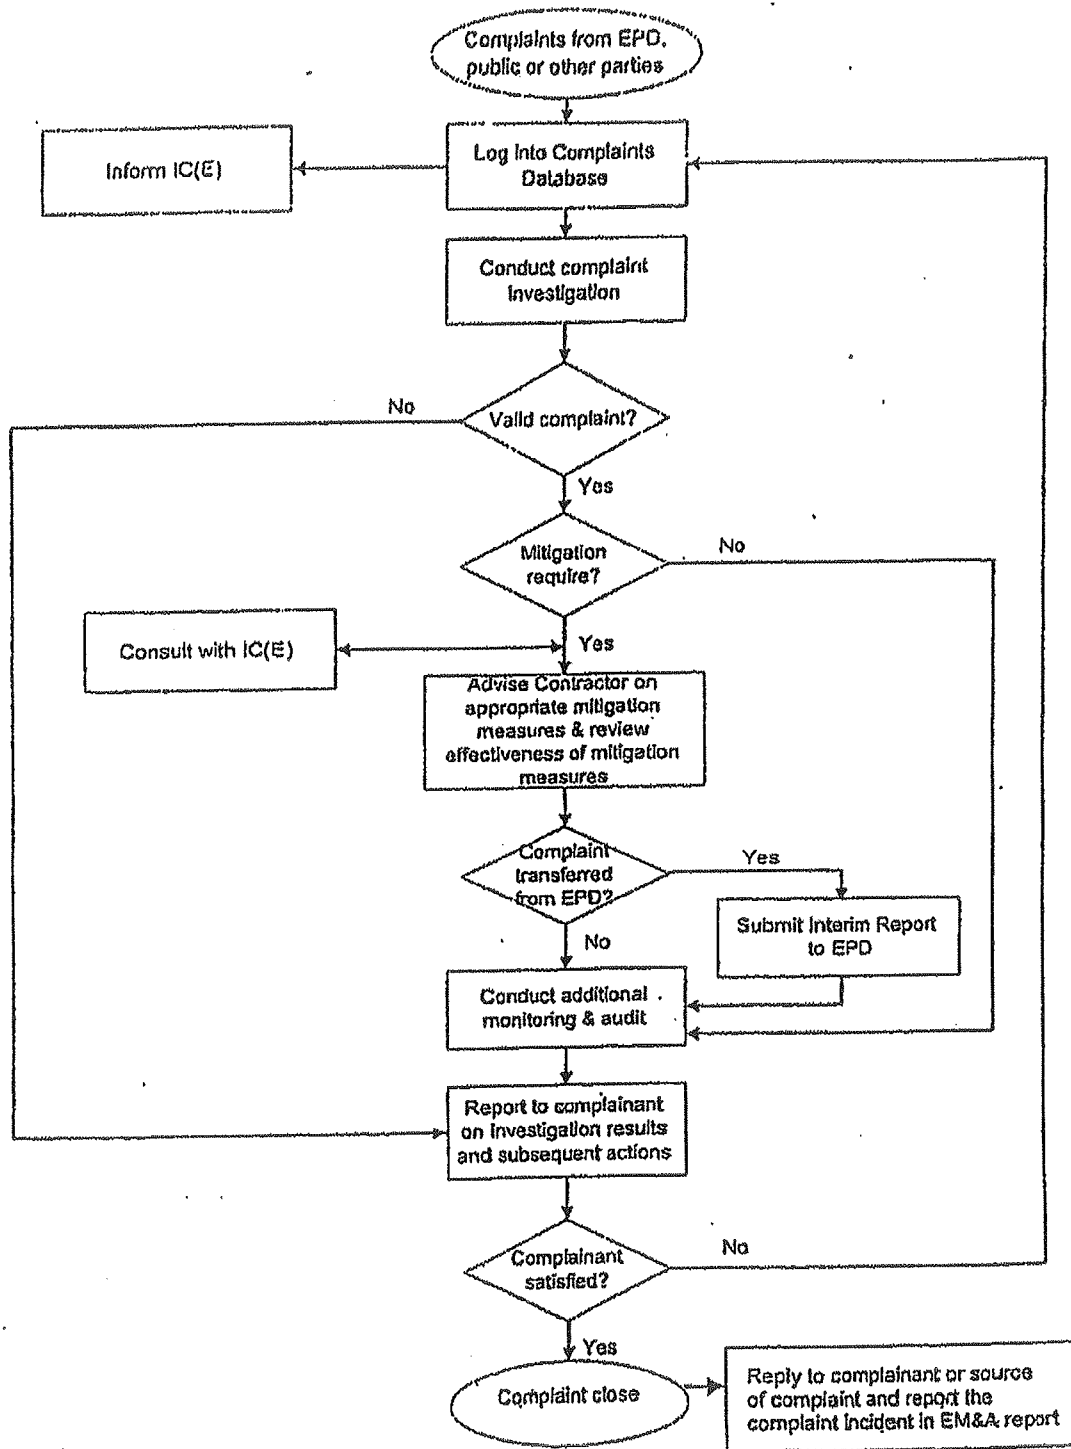 Complaints from EPD,
public or other parties
Inform IC(E)
Log Into Complaints
Database
Conduct complaint
Investigation
No
Valid complaint?
Yes
Mitigation
require?
No
Consult with IC(E)
Yes
Advise Contractor on
appropriate mitigation
measures & review
effectiveness of mitigation
measures
Complaint
transferred
from EPD?
Yes
Submit Interim Report
to EPD
No
Conduct additional
monitoring & audit
Report to complainant
on Investigation results
and subsequent actions
Complainant
satisfied?
No
Yes
Complaint close
Reply to complainant or source
of complaint and report the
complaint incident in EM&A report